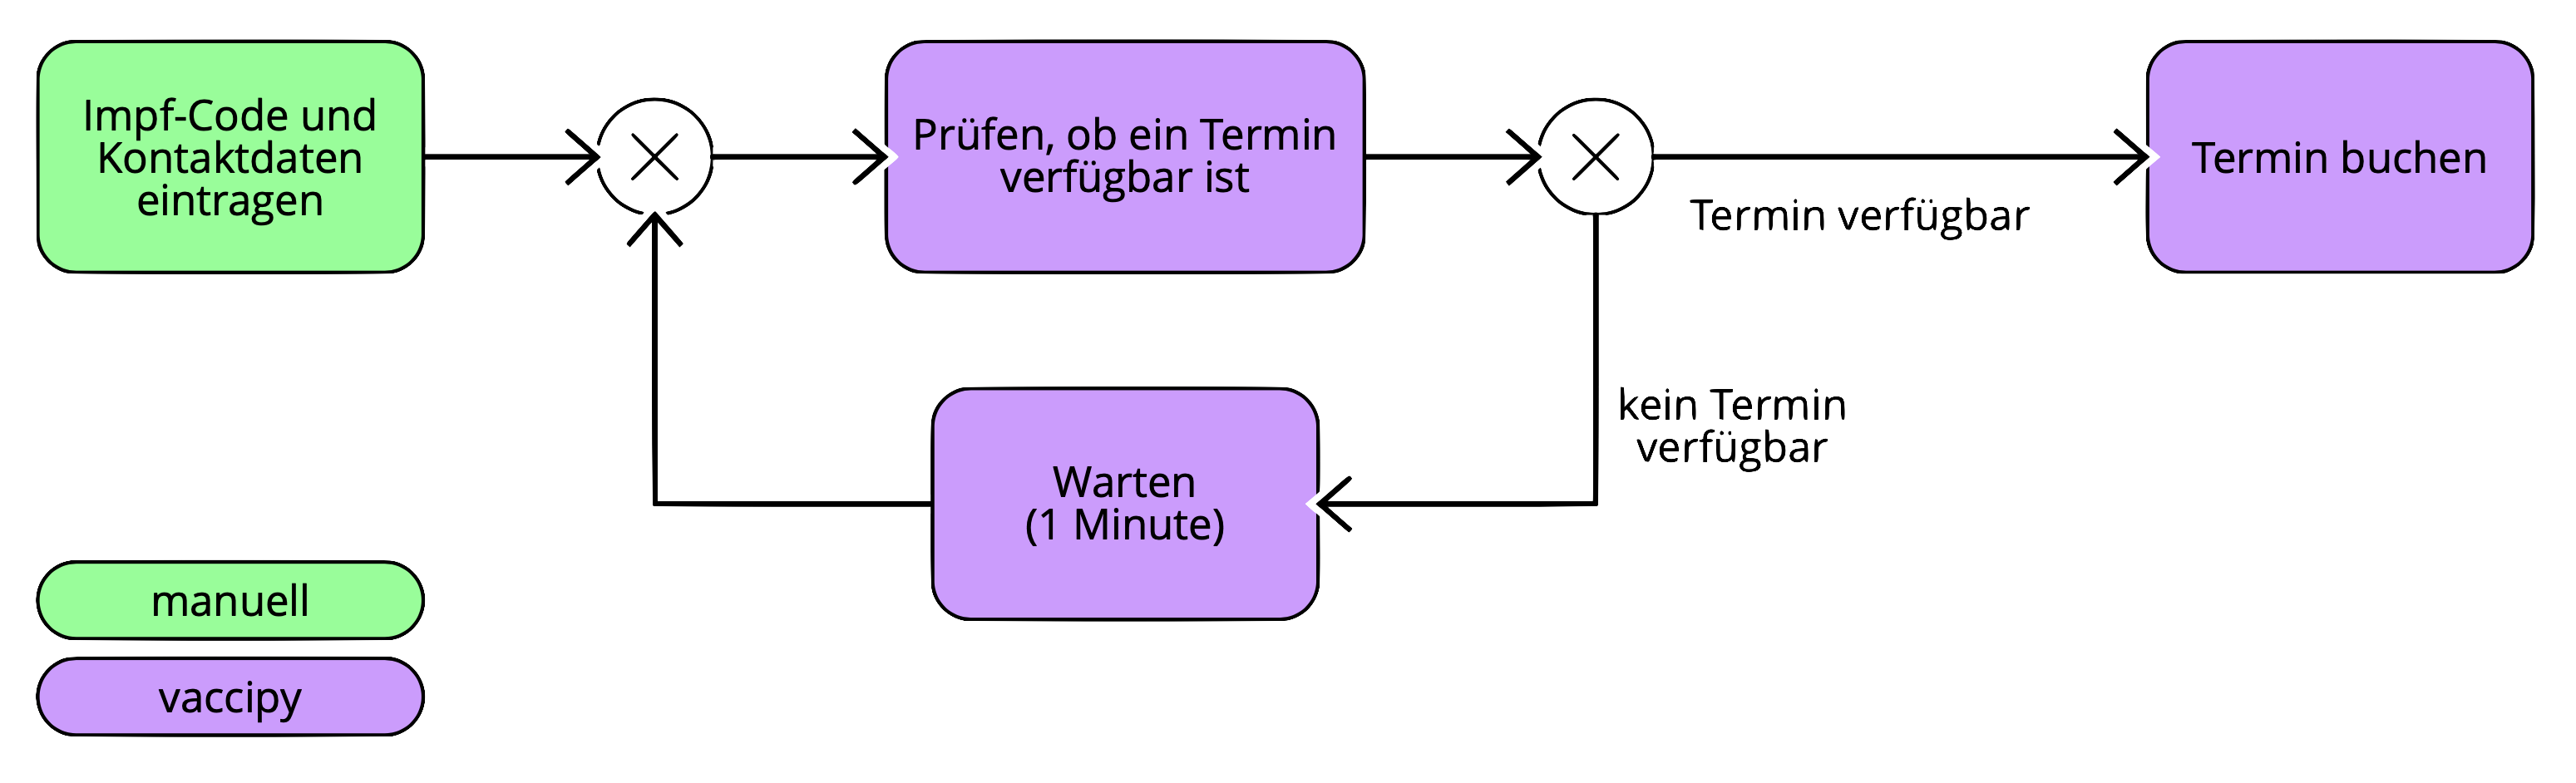 Impf-Code und
Kontaktdaten
eintragen
Prüfen, ob ein Termin
verfügbar ist
Termin verfügbar
Termin buchen
kein Termin
verfügbar
Warten
(1 Minute)
manuell
vaccipy